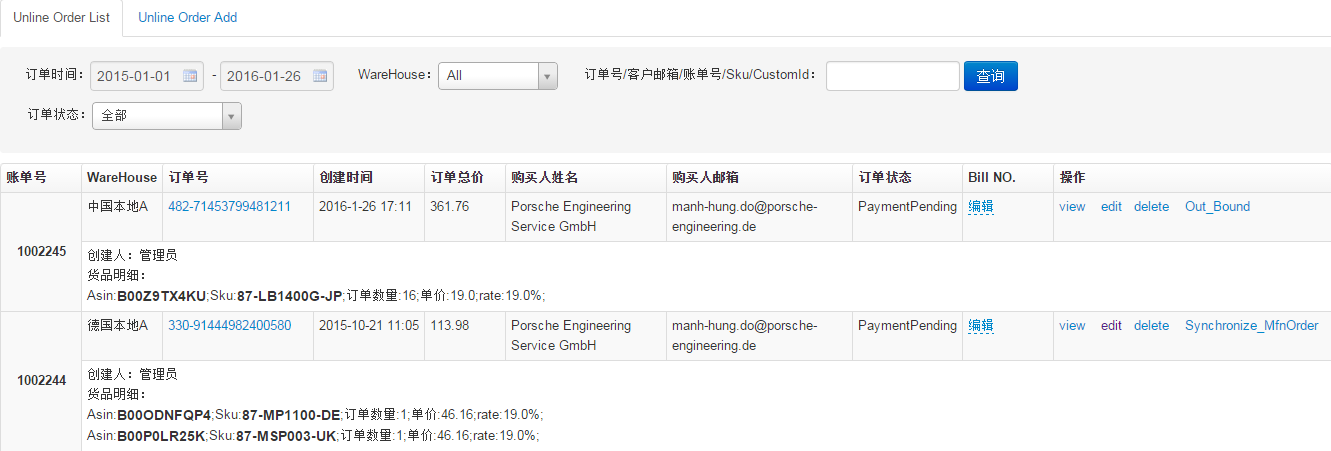 Unline Order List Unline Order Add
订单时间： 2015-01-01 - 2016-01-26 WareHouse： All 订单号/客户邮箱/账单号/Sku/CustomId： 查询
订单状态： 全部
账单号 WareHouse 订单号 创建时间 订单总价 购买人姓名 购买人邮箱 订单状态 Bill NO. 操作
中国本地A 482-71453799481211 2016-1-26 17:11 361.76 Porsche Engineering manh-hung.do@porsche- PaymentPending 编辑 view edit delete Out_Bound
Service GmbH engineering.de
1002245
创建人：管理员
货品明细：
Asin:B00Z9TX4KU;Sku:87-LB1400G-JP;订单数量:16;单价:19.0;rate:19.0%;
德国本地A 330-91444982400580 2015-10-21 11:05 113.98 Porsche Engineering manh-hung.do@porsche- PaymentPending 编辑 view edit delete Synchronize_MfnOrder
Service GmbH engineering.de
1002244
创建人：管理员
货品明细：
Asin:B00ODNFQP4;Sku:87-MP1100-DE;订单数量:1;单价:46.16;rate:19.0%;
Asin:B00P0LR25K;Sku:87-MSP003-UK;订单数量:1;单价:46.16;rate:19.0%;